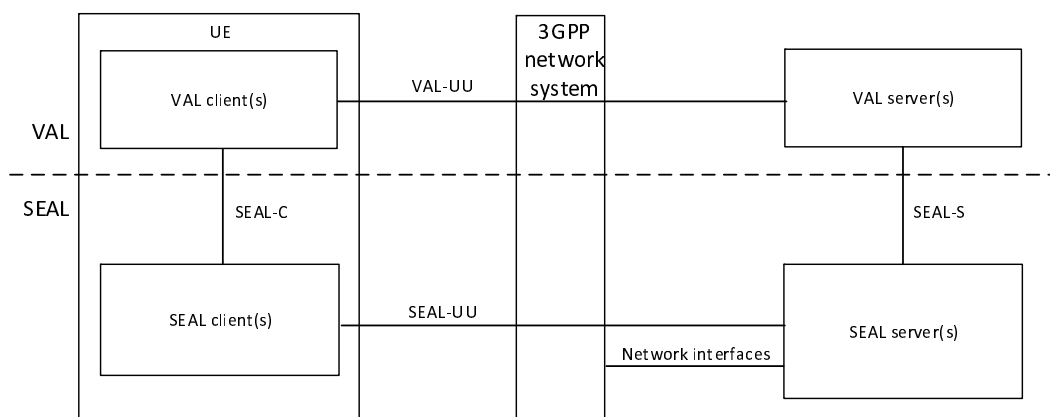 UE
3GPP
network
system
VAL client(s)
VAL-UU
VAL server(s)
VAL
SEAL
SEAL-C
SEAL-S
SEAL client(s)
SEAL-UU
SEAL server(s)
Network interfaces